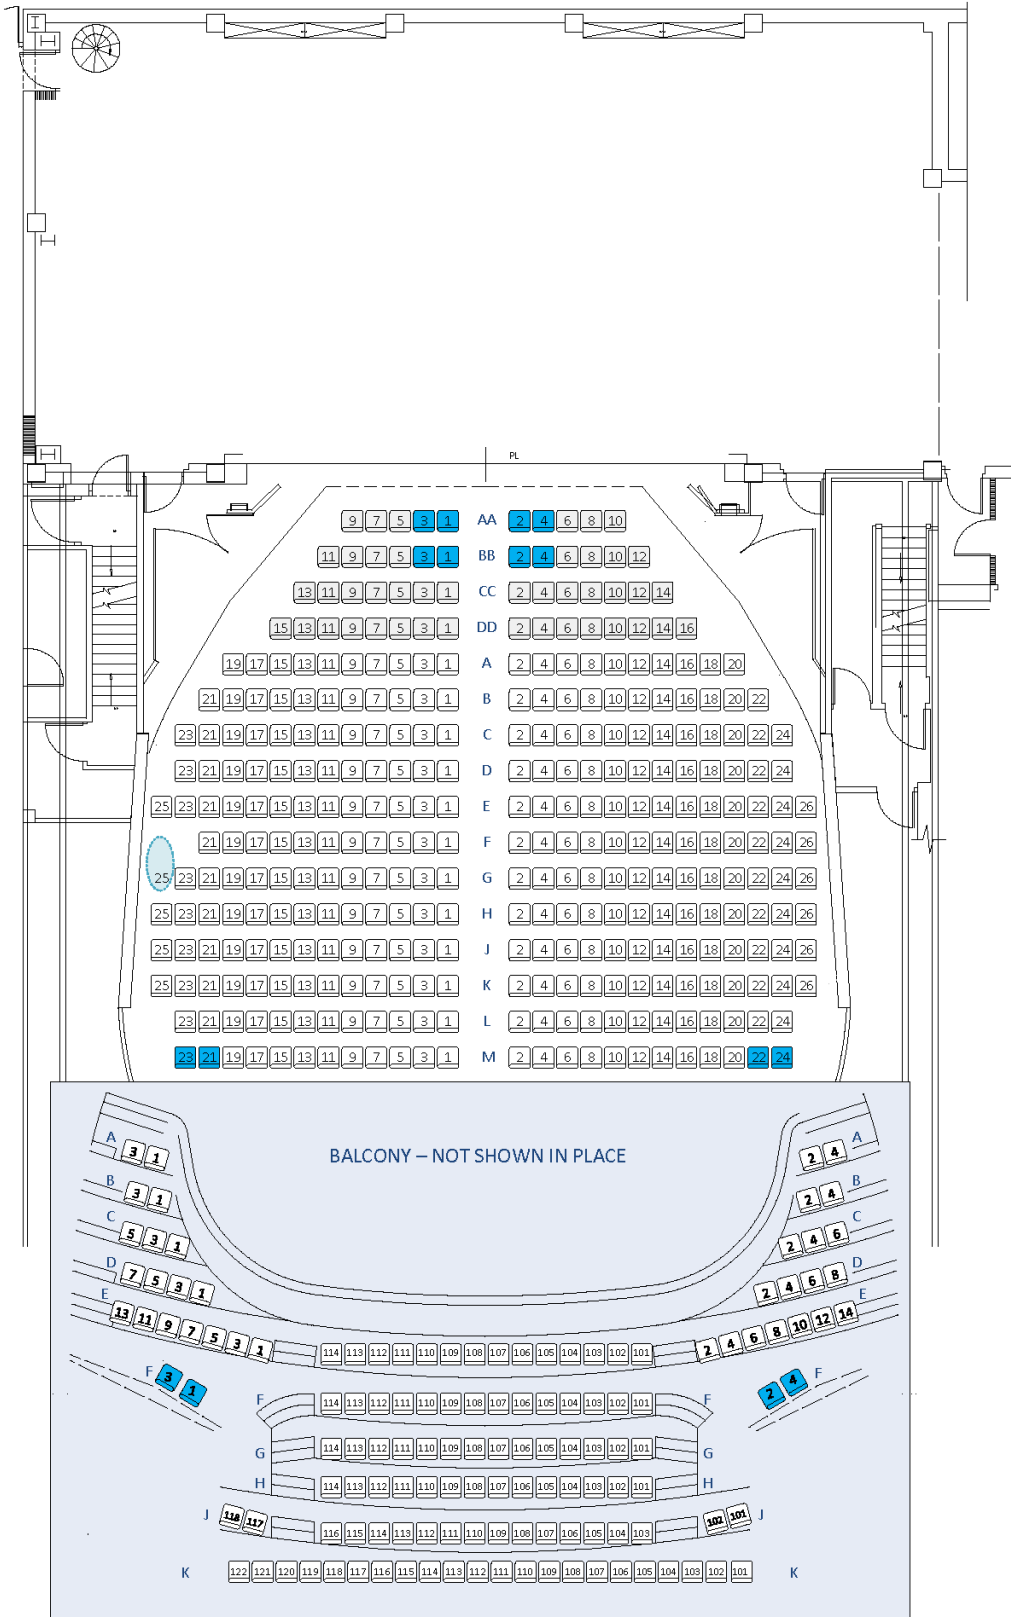 PL
9 7 5 3 1 AA 2 4 6 8 10
11 9 7 5 3 1 BB 2 4 6 8 10 12
13 11 9 7 5 3 1 CC 2 4 6 8 10 12 14
15 13 11 9 7 5 3 1 DD 2 4 6 8 10 12 14 16
19 17 15 13 11 9 7 5 3 1 A 2 4 6 8 10 12 14 16 18 20
21 19 17 15 13 11 9 7 5 3 1 B 2 4 6 8 10 12 14 16 18 20 22
23 21 19 17 15 13 11 9 7 5 3 1 C 2 4 6 8 10 12 14 16 18 20 22 24
23 21 19 17 15 13 11 9 7 5 3 1 D 2 4 6 8 10 12 14 16 18 20 22 24
25 23 21 19 17 15 13 11 9 7 5 3 1 E 2 4 6 8 10 12 14 16 18 20 22 24 26
21 19 17 15 13 11 9 7 5 3 1 F 2 4 6 8 10 12 14 16 18 20 22 24 26
25 23 21 19 17 15 13 11 9 7 5 3 1 G 2 4 6 8 10 12 14 16 18 20 22 24 26
25 23 21 19 17 15 13 11 9 7 5 3 1 H 2 4 6 8 10 12 14 16 18 20 22 24 26
25 23 21 19 17 15 13 11 9 7 5 3 1 J 2 4 6 8 10 12 14 16 18 20 22 24 26
25 23 21 19 17 15 13 11 9 7 5 3 1 K 2 4 6 8 10 12 14 16 18 20 22 24 26
23 21 19 17 15 13 11 9 7 5 3 1 L 2 4 6 8 10 12 14 16 18 20 22 24
23 21 19 17 15 13 11 9 7 5 3 1 M 2 4 6 8 10 12 14 16 18 20 22 24
BALCONY – NOT SHOWN IN PLACE
A 3 1 2 4 A
B 3 1 2 4 B
C 5 3 1 2 4 6 C
D 7 5 3 1 2 4 6 8 D
E 13 11 9 7 5 3 1 114 113 112 111 110 109 108 107 106 105 104 103 102 101 2 4 6 8 10 12 14 E
F 3 1 2 4 F
F 114 113 112 111 110 109 108 107 106 105 104 103 102 101 F
G 114 113 112 111 110 109 108 107 106 105 104 103 102 101 G
H 114 113 112 111 110 109 108 107 106 105 104 103 102 101 H
J 118 117 116 115 114 113 112 111 110 109 108 107 106 105 104 103 102 101 J
K 122 121 120 119 118 117 116 115 114 113 112 111 110 109 108 107 106 105 104 103 102 101 K